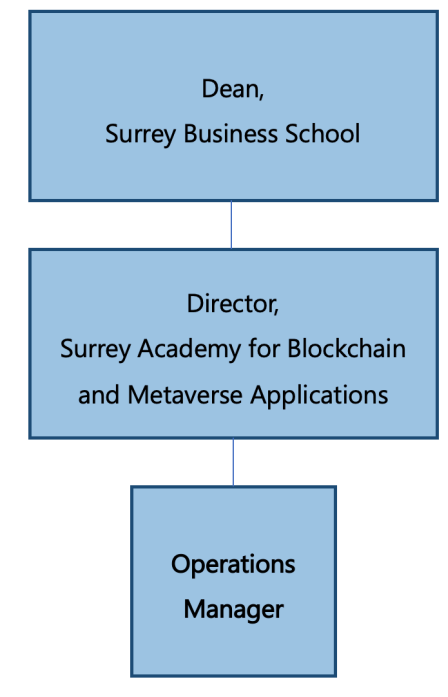 Dean,
Surrey Business School
Director,
Surrey Academy for Blockchain
and Metaverse Applications
Operations
Manager